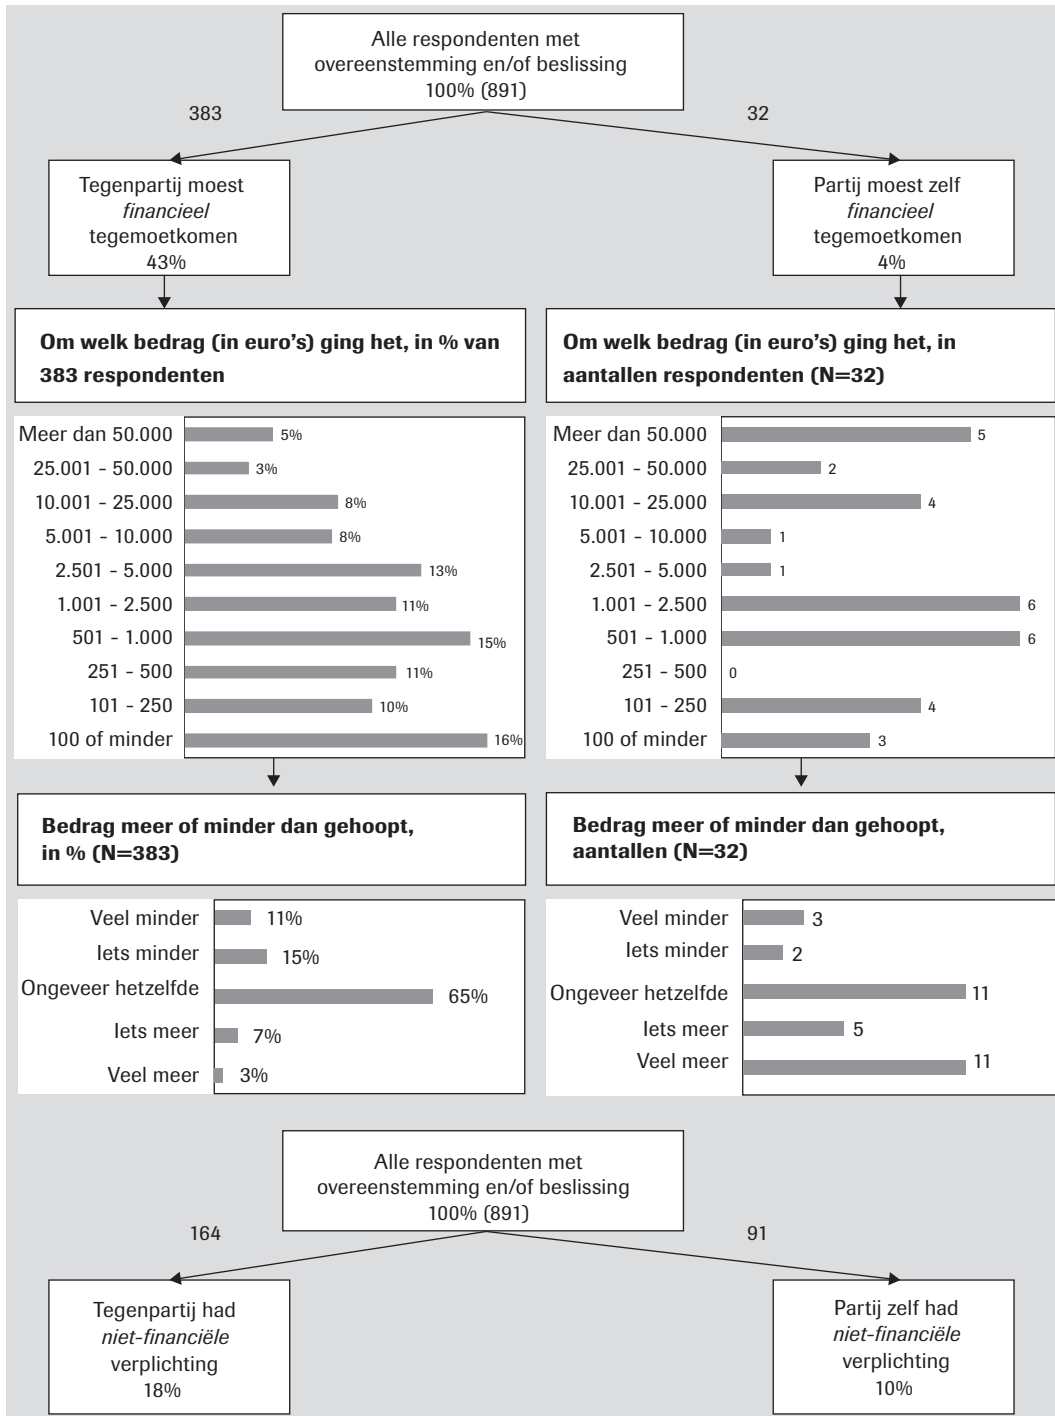 Alle respondenten met
overeenstemming en/of beslissing
100% (891)
383
32
Tegenpartij moest
financieel
tegemoetkomen
43%
Partij moest zelf
financieel
tegemoetkomen
4%
Om welk bedrag (in euro's) ging het, in % van
383 respondenten
Meer dan 50.000 5%
25.001 - 50.000 3%
10.001 - 25.000 8%
5.001 - 10.000 8%
2.501 - 5.000 13%
1.001 - 2.500 11%
501 - 1.000 15%
251 - 500 11%
101 - 250 10%
100 of minder 16%
Om welk bedrag (in euro's) ging het, in
aantallen respondenten (N=32)
Meer dan 50.000 5
25.001 - 50.000 2
10.001 - 25.000 4
5.001 - 10.000 1
2.501 - 5.000 1
1.001 - 2.500 6
501 - 1.000 6
251 - 500 0
101 - 250 4
100 of minder 3
Bedrag meer of minder dan gehoopt,
in % (N=383)
Veel minder 11%
Iets minder 15%
Ongeveer hetzelfde 65%
Iets meer 7%
Veel meer 3%
Bedrag meer of minder dan gehoopt,
aantallen (N=32)
Veel minder 3
Iets minder 2
Ongeveer hetzelfde 11
Iets meer 5
Veel meer 11
Alle respondenten met
overeenstemming en/of beslissing
100% (891)
164
91
Tegenpartij had
niet-financiële
verplichting
18%
Partij zelf had
niet-financiële
verplichting
10%